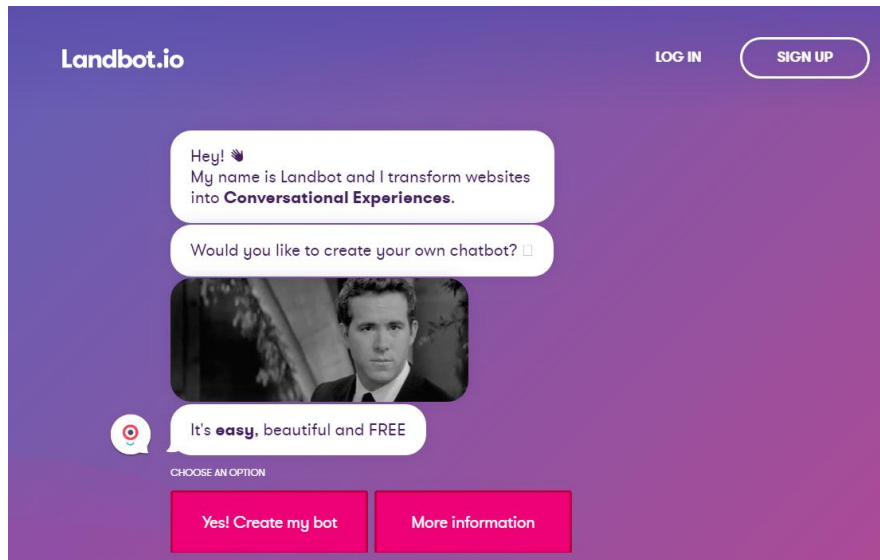 Landbot.io
LOG IN
SIGN UP
Hey! 👋
My name is Landbot and I transform websites
into Conversational Experiences.
Would you like to create your own chatbot? □
It's easy, beautiful and FREE
CHOOSE AN OPTION
Yes! Create my bot
More information